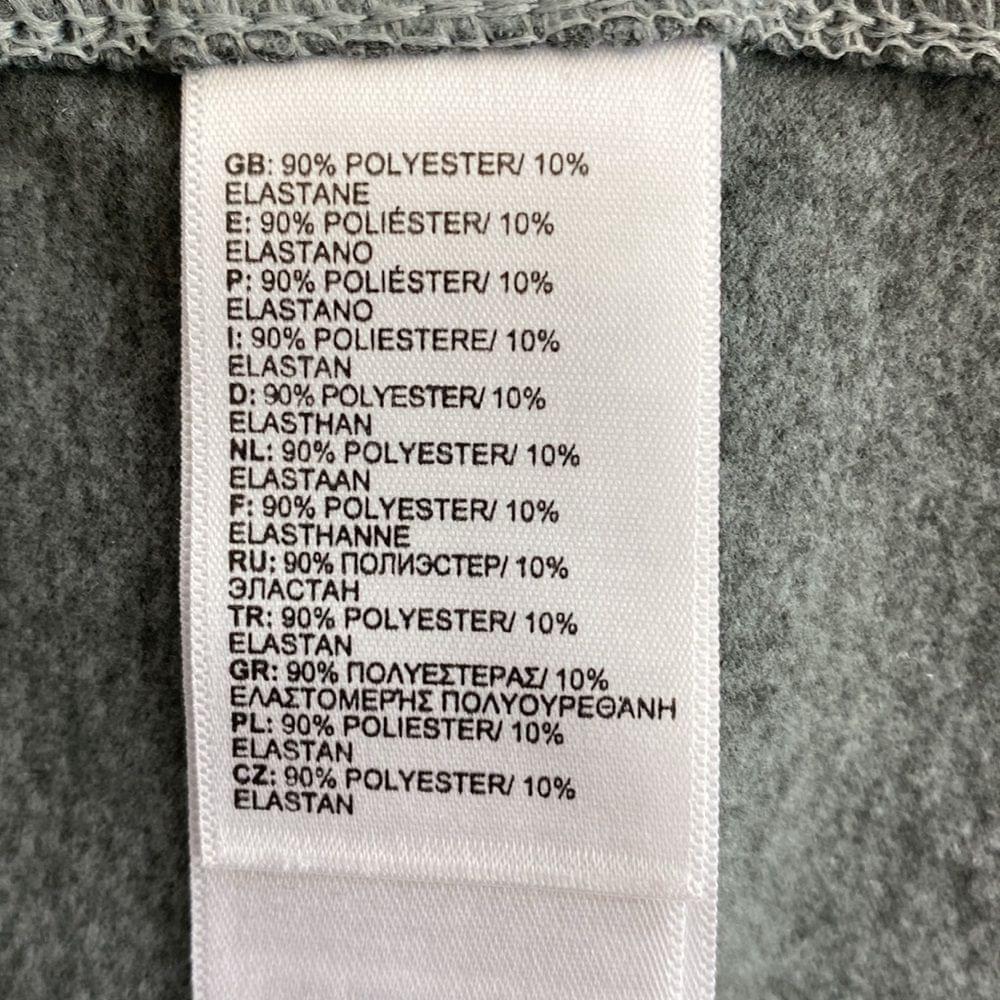 GB: 90% POLYESTER/ 10%
ELASTANE
E: 90% POLIÉSTER/ 10%
ELASTANO
P: 90% POLIÉSTER/ 10%
ELASTANO
I: 90% POLIESTERE/ 10%
ELASTAN
D: 90% POLYESTER/ 10%
ELASTHAN
NL: 90% POLYESTER/ 10%
ELASTAAN
F: 90% POLYESTER/ 10%
ELASTHANNE
RU: 90% ПОЛИЭСТЕР/ 10%
ЭЛАСТАН
TR: 90% POLYESTER/ 10%
ELASTAN
GR: 90% ΠΟΛΥΕΣΤΕΡΑΣ/ 10%
ΕΛΑΣΤΟΜΕΡΉΣ ΠΟΛΥΟΥΡΕΘΆΝΗ
PL: 90% POLIESTER/ 10%
ELASTAN
CZ: 90% POLYESTER/ 10%
ELASTAN